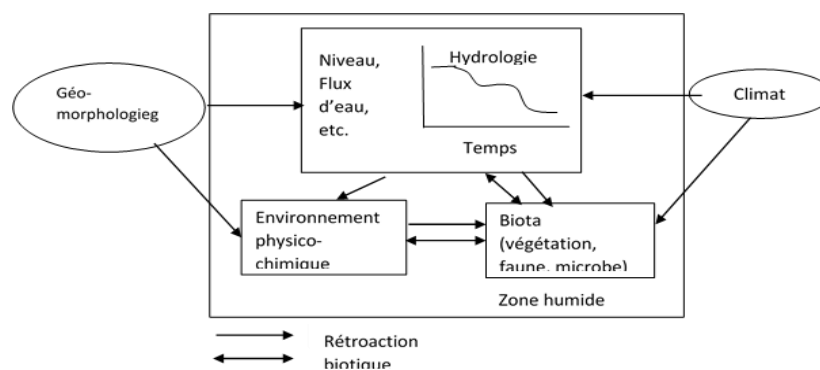 Niveau,
Flux
d'eau,
etc.
Hydrologie
Temps
Géo-
morphologieg
Climat
Environnement
physico-
chimique
Biota
(végétation,
faune, microbe)
Zone humide
Rétroaction
biotique